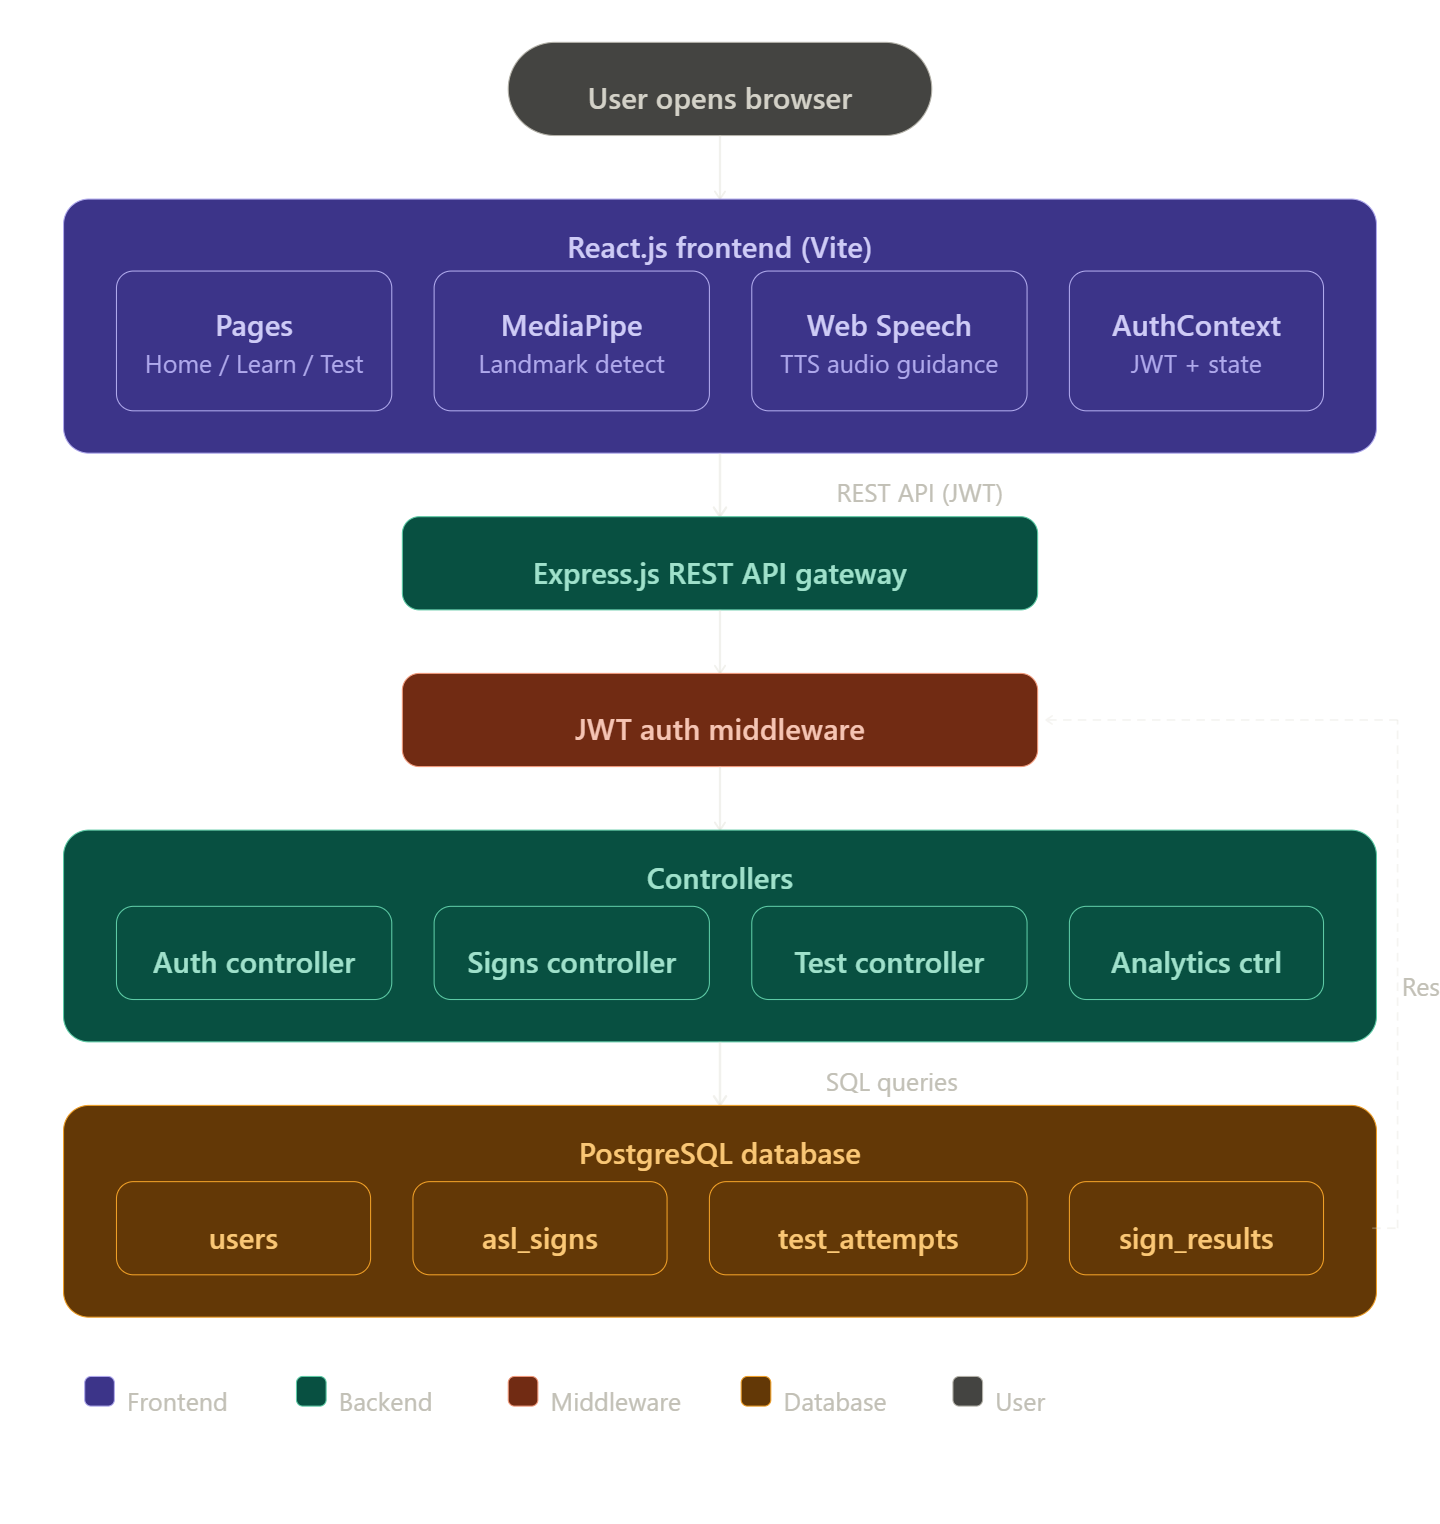 User opens browser
React.js frontend (Vite)
Pages
Home / Learn / Test
MediaPipe
Landmark detect
Web Speech
TTS audio guidance
AuthContext
JWT + state
REST API (JWT)
Express.js REST API gateway
JWT auth middleware
Controllers
Auth controller
Signs controller
Test controller
Analytics ctrl
Res
SQL queries
PostgreSQL database
users
asl_signs
test_attempts
sign_results
Frontend
Backend
Middleware
Database
User